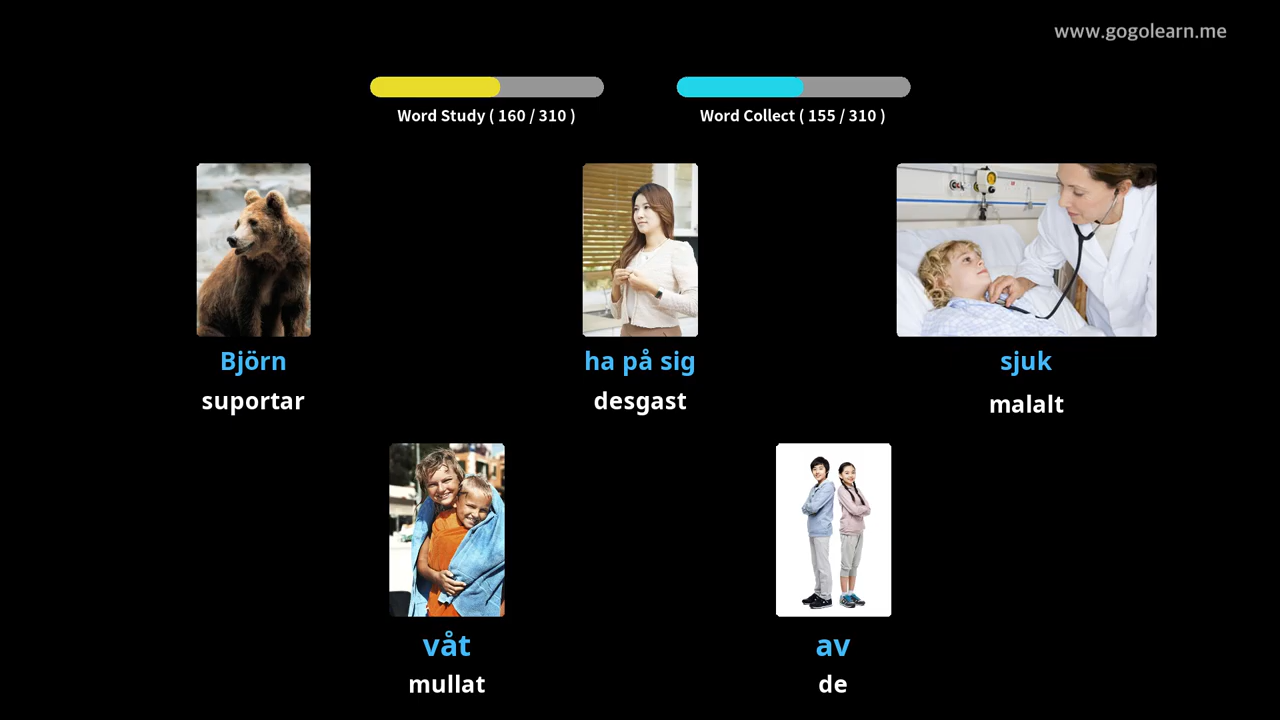 www.gogolearn.me
Word Study ( 160 / 310 )
Word Collect ( 155 / 310 )
Björn
ha på sig
sjuk
suportar
desgast
malalt
våt
av
mullat
de